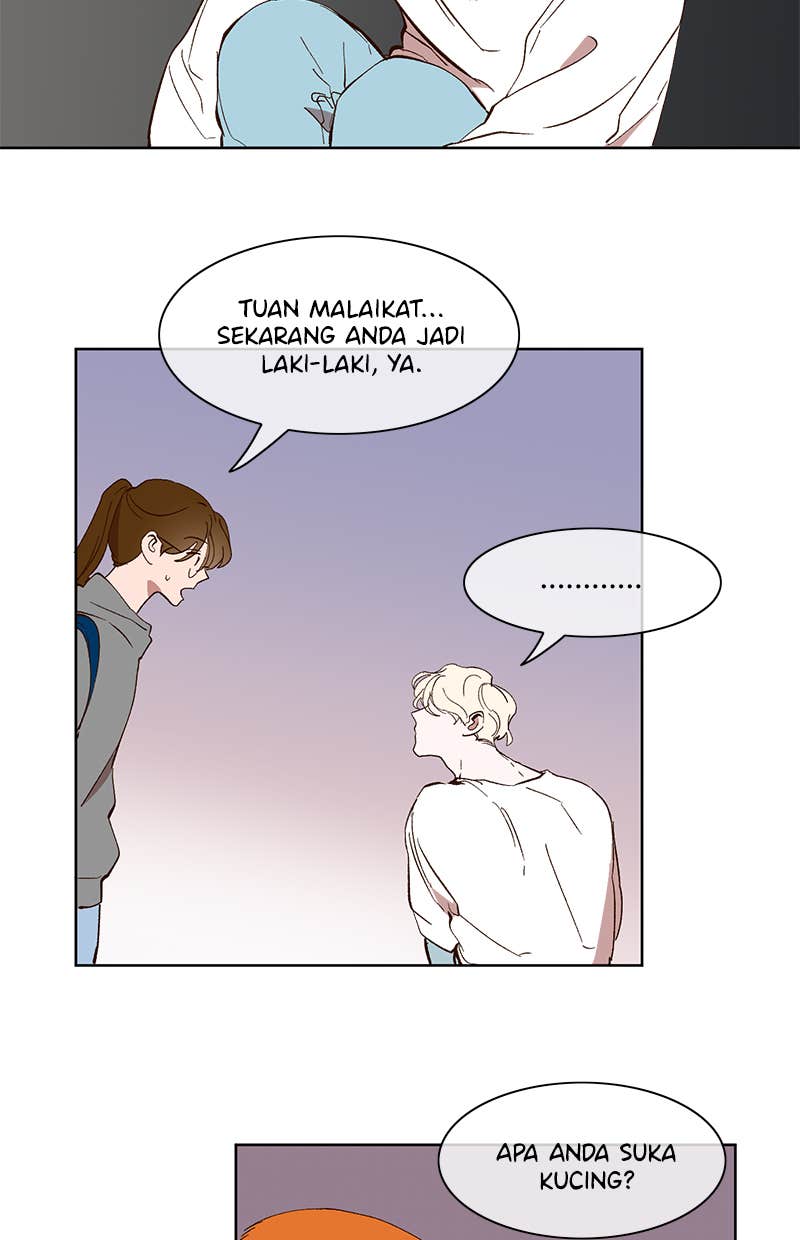 TUAN MALAIKAT...
SEKARANG ANDA JADI
LAKI-LAKI, YA.
.............
APA ANDA SUKA
KUCING?